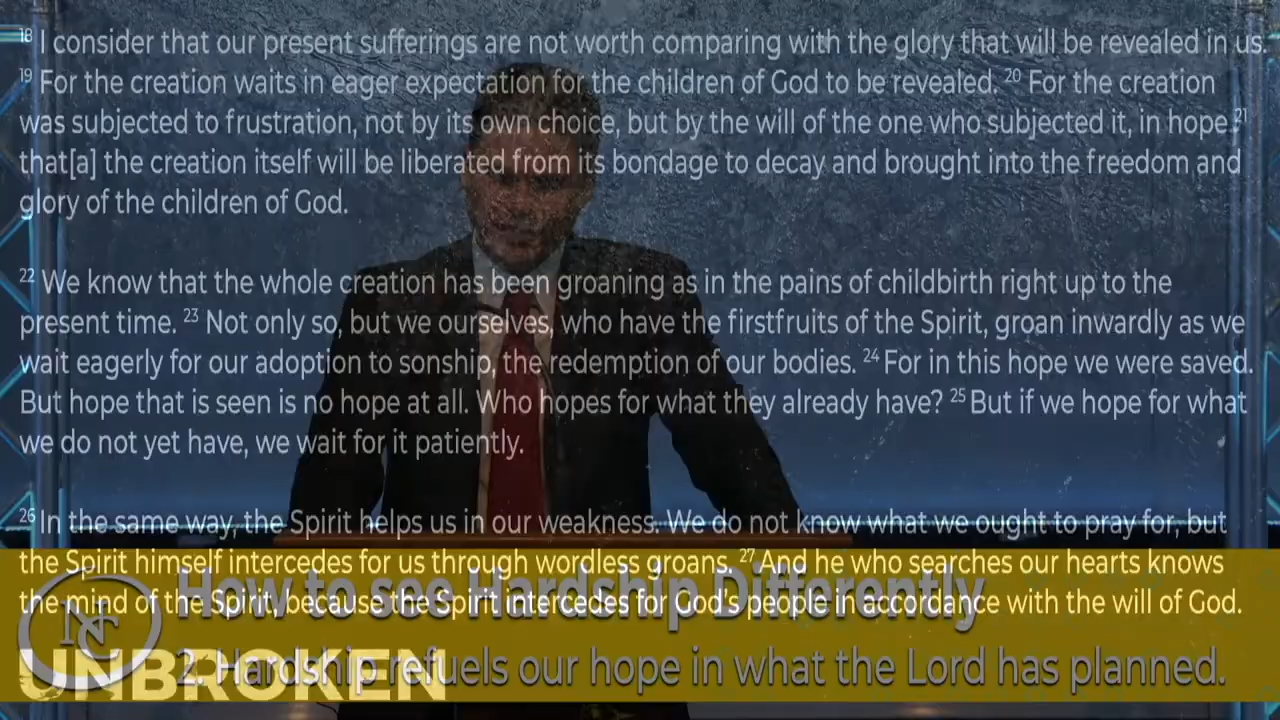 18 I consider that our present sufferings are not worth comparing with the glory that will be revealed in us.
19 For the creation waits in eager expectation for the children of God to be revealed. 20 For the creation
was subjected to frustration, not by its own choice, but by the will of the one who subjected it, in hope 21
that[a] the creation itself will be liberated from its bondage to decay and brought into the freedom and
glory of the children of God.
22 We know that the whole creation has been groaning as in the pains of childbirth right up to the
present time. 23 Not only so, but we ourselves, who have the firstfruits of the Spirit, groan inwardly as we
wait eagerly for our adoption to sonship, the redemption of our bodies. 24 For in this hope we were saved.
But hope that is seen is no hope at all. Who hopes for what they already have? 25 But if we hope for what
we do not yet have, we wait for it patiently.
26 In the same way, the Spirit helps us in our weakness. We do not know what we ought to pray for, but
the Spirit himself intercedes for us through wordless groans. 27 And he who searches our hearts knows
How to see Hardship Differently
the mind of the Spirit, because the Spirit intercedes for God's people in accordance with the will of God.
NC
2. Hardship refuels our hope in what the Lord has planned.
UNBROKEN